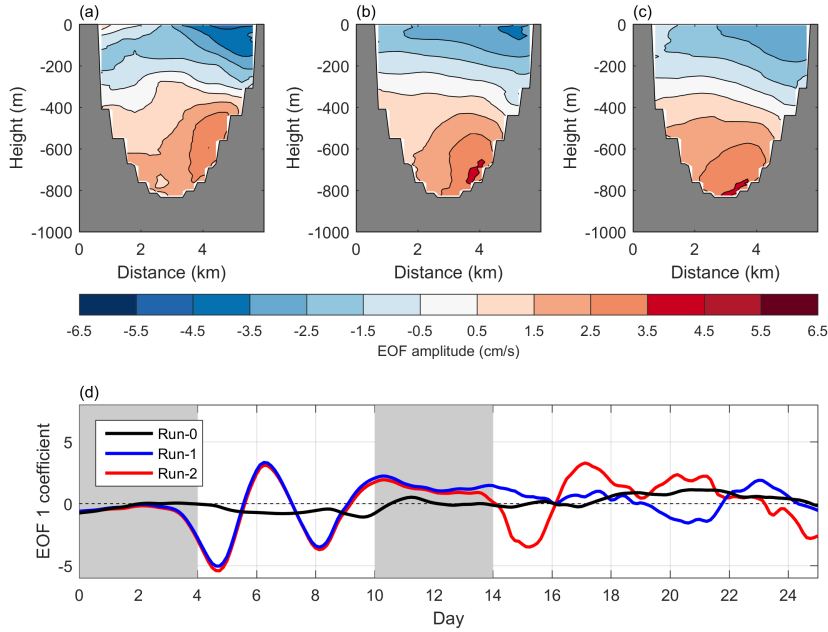 (a) (b) (c)
0 0 0
-200 -200 -200
-400 -400 -400
-600 -600 -600
-800 -800 -800
-1000 -1000 -1000
Height (m) Height (m) Height (m)
0 2 4 0 2 4 0 2 4
Distance (km) Distance (km) Distance (km)
-6.5 -5.5 -4.5 -3.5 -2.5 -1.5 -0.5 0.5 1.5 2.5 3.5 4.5 5.5 6.5
EOF amplitude (cm/s)
(d)
EOF 1 coefficient
5
0
-5
Run-0
Run-1
Run-2
0 2 4 6 8 10 12 14 16 18 20 22 24
Day